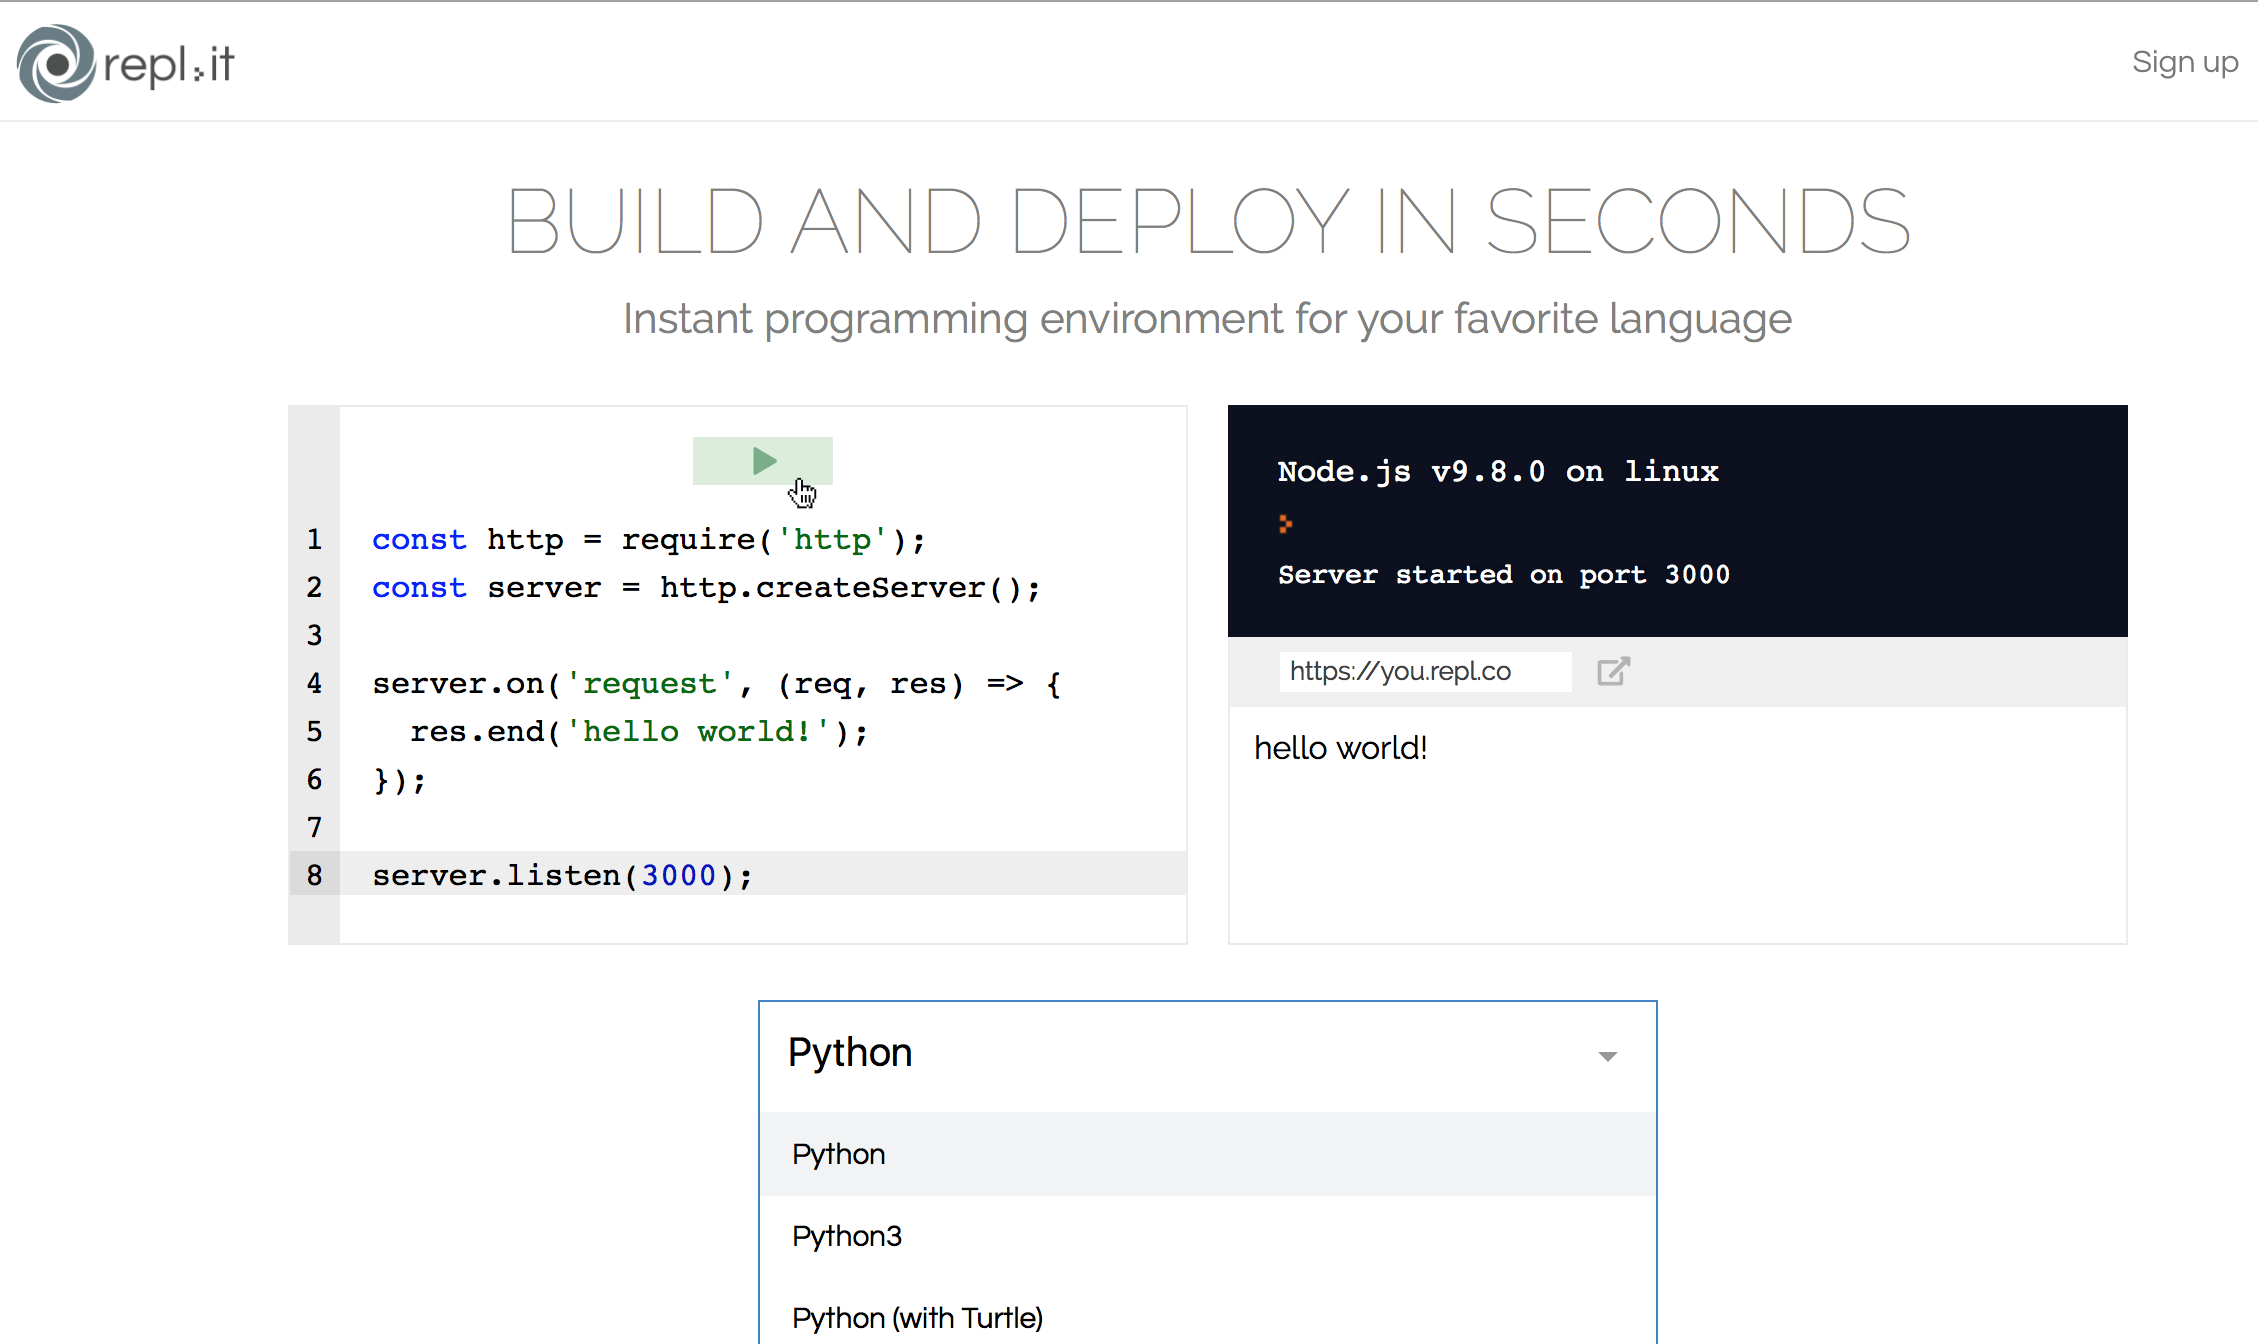 repl.it
Sign up
BUILD AND DEPLOY IN SECONDS
Instant programming environment for your favorite language
1 const http = require('http');
2 const server = http.createServer();
3
4 server.on('request', (req, res) => {
5   res.end('hello world!');
6 });
7
8 server.listen(3000);
Node.js v9.8.0 on linux
>
Server started on port 3000
https://you.repl.co
hello world!
Python
Python
Python3
Python (with Turtle)